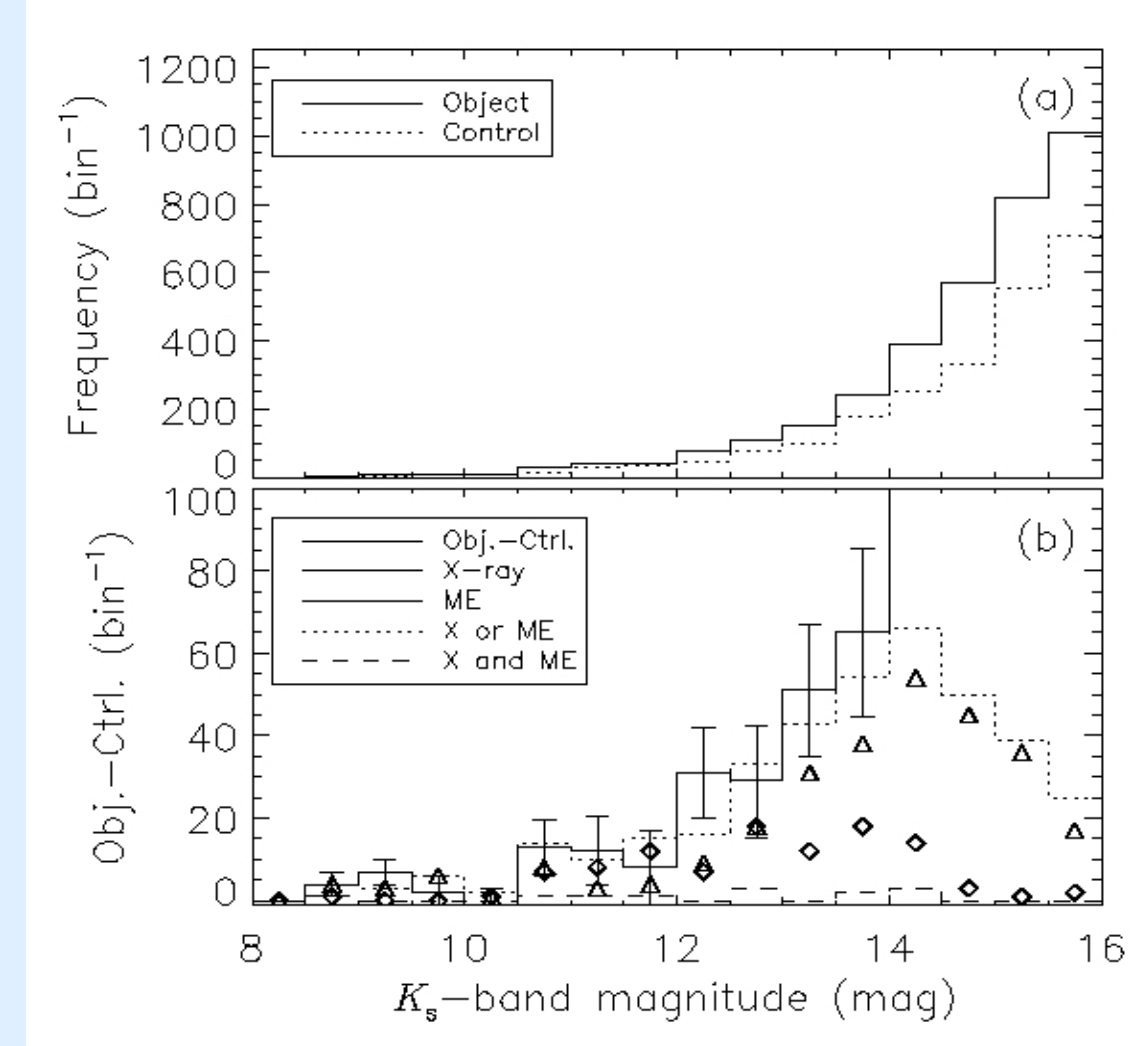 1200
1000
800
600
400
200
0
Frequency (bin⁻¹)
Object
Control
(a)
100
80
60
40
20
0
Obj.−Ctrl. (bin⁻¹)
Obj.−Ctrl.
X−ray
ME
X or ME
X and ME
(b)
8 10 12 14 16
Kₛ−band magnitude (mag)